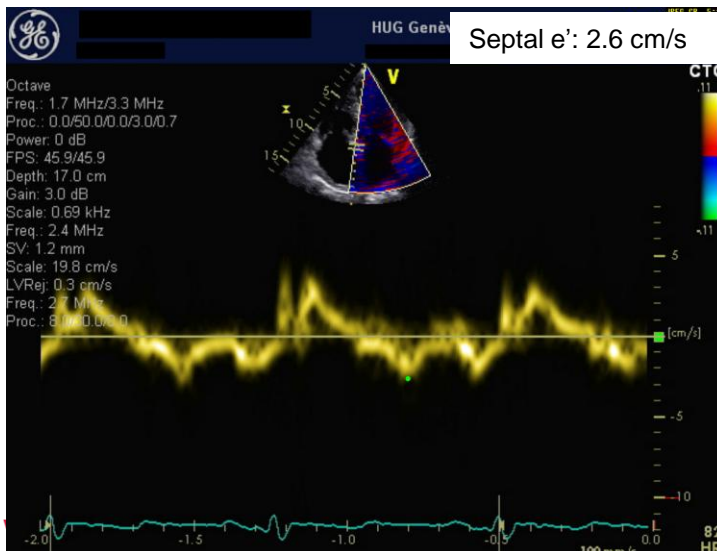 HUG Genèv
Septal e': 2.6 cm/s
Octave
Freq.: 1.7 MHz/3.3 MHz
Proc.: 0.0/50.0/0.0/3.0/0.7
Power: 0 dB
FPS: 45.9/45.9
Depth: 17.0 cm
Gain: 3.0 dB
Scale: 0.69 kHz
Freq.: 2.4 MHz
SV: 1.2 mm
Scale: 19.8 cm/s
LVRej: 0.3 cm/s
Freq.: 2.7 MHz
Proc.:
V
x
5
10
15
.11
-.11
5
[cm/s]
-5
-10
-2.0
-1.5
-1.0
-0.5
0.0
82